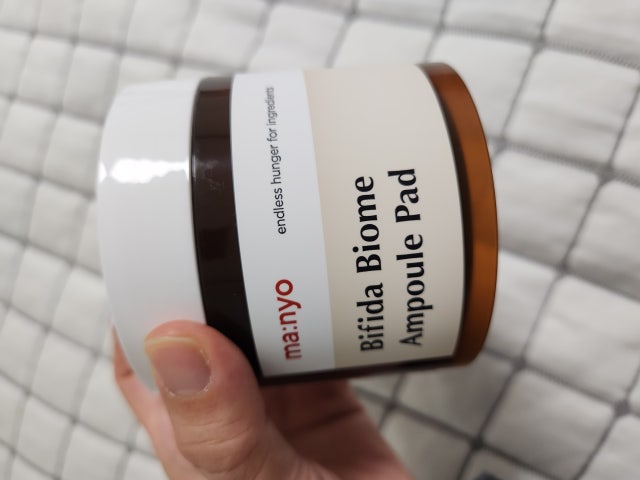 ma:nyo
endless hunger for ingredients
Bifida Biome
Ampoule Pad